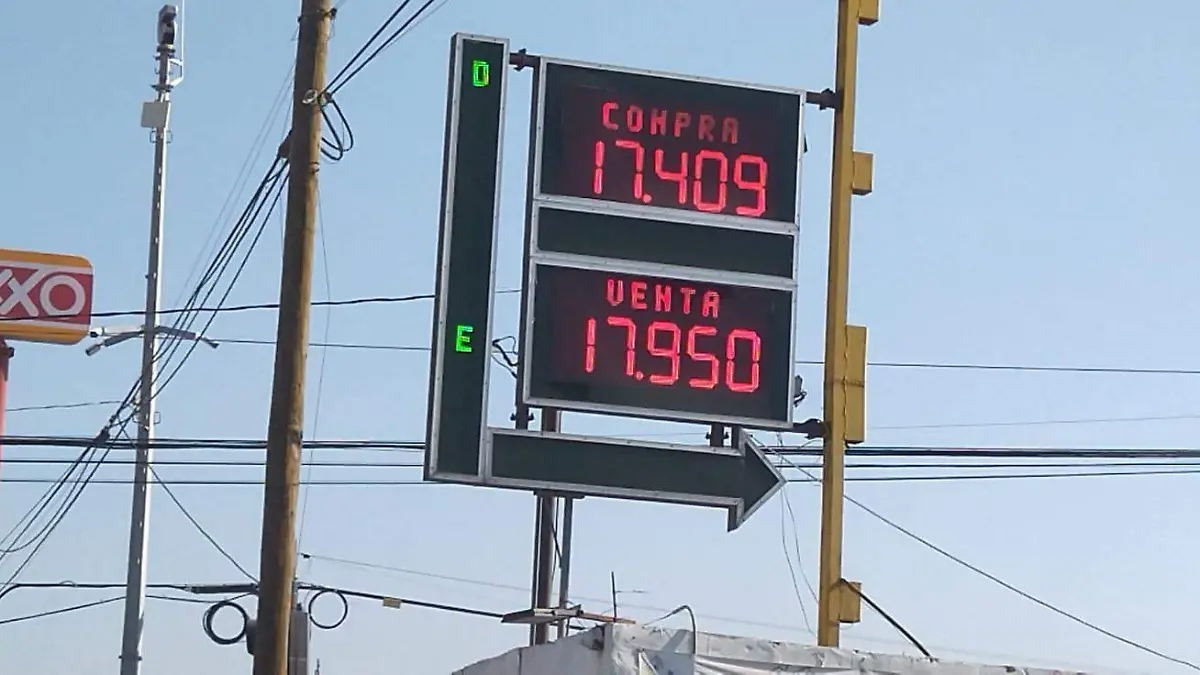 D
COMPRA
17.409
VENTA
17.950
E
XXO